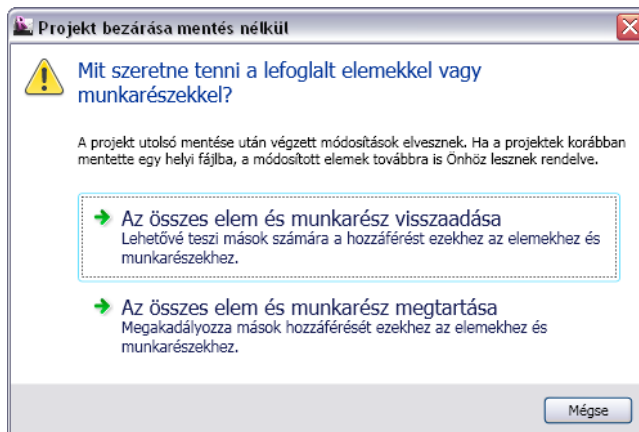 Projekt bezárása mentés nélkül
Mit szeretne tenni a lefoglalt elemekkel vagy
munkarészekkel?
A projekt utolsó mentése után végzett módosítások elvesznek. Ha a projektek korábban
mentette egy helyi fájlba, a módosított elemek továbbra is Önhöz lesznek rendelve.
Az összes elem és munkarész visszaadása
Lehetővé teszi mások számára a hozzáférést ezekhez az elemekhez és
munkarészekhez.
Az összes elem és munkarész megtartása
Megakadályozza mások hozzáférését ezekhez az elemekhez és
munkarészekhez.
Mégse